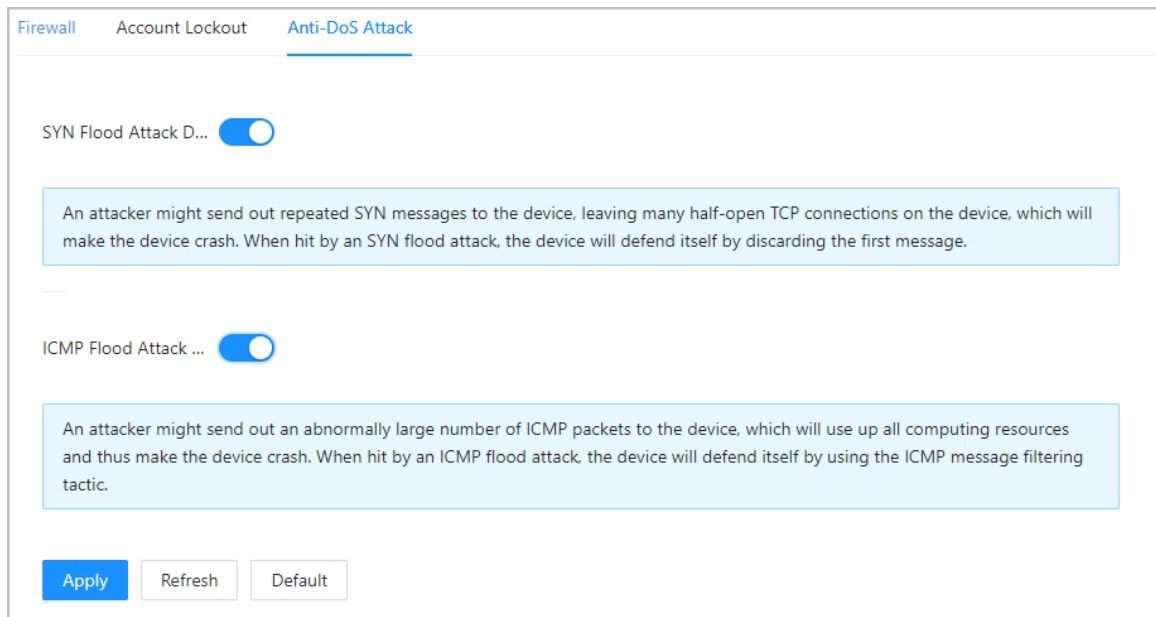 Firewall Account Lockout Anti-DoS Attack
SYN Flood Attack D...
An attacker might send out repeated SYN messages to the device, leaving many half-open TCP connections on the device, which will
make the device crash. When hit by an SYN flood attack, the device will defend itself by discarding the first message.
ICMP Flood Attack ...
An attacker might send out an abnormally large number of ICMP packets to the device, which will use up all computing resources
and thus make the device crash. When hit by an ICMP flood attack, the device will defend itself by using the ICMP message filtering
tactic.
Apply Refresh Default